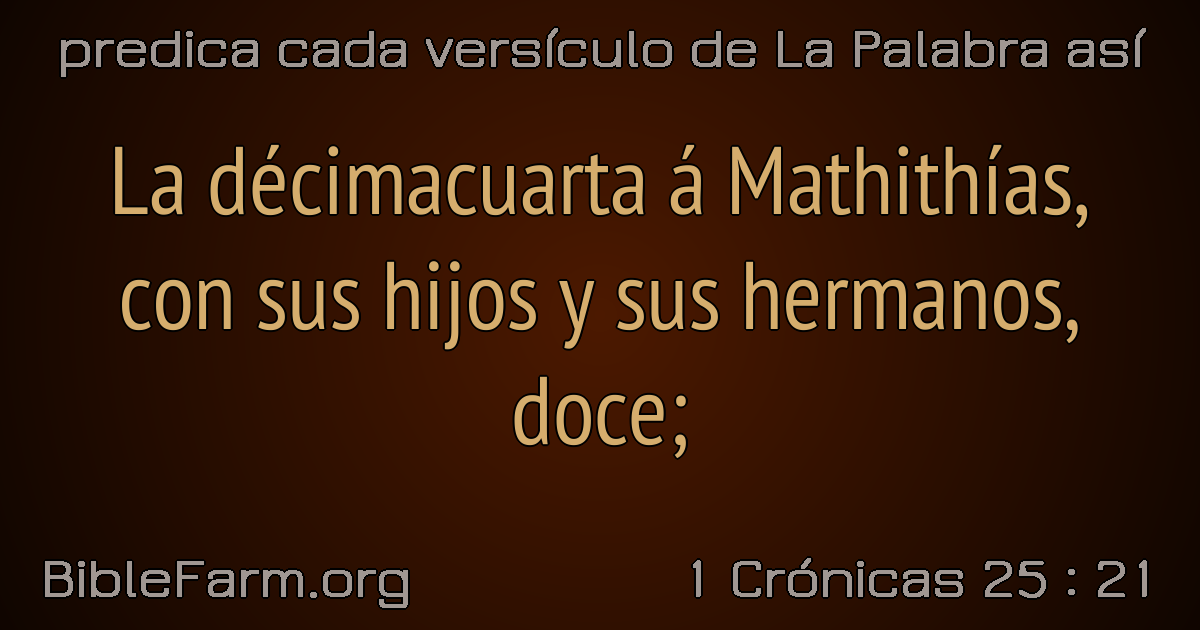 predica cada versículo de La Palabra así
La décimacuarta á Mathithías,
con sus hijos y sus hermanos,
doce;
BibleFarm.org
1 Crónicas 25 : 21